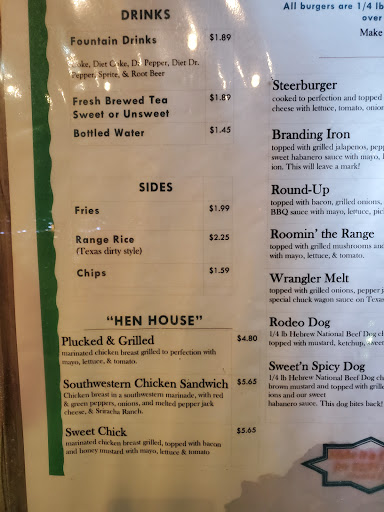 DRINKS
Fountain Drinks $1.89
Coke, Diet Coke, Dr. Pepper, Diet Dr.
Pepper, Sprite, & Root Beer
Fresh Brewed Tea $1.89
Sweet or Unsweet
Bottled Water $1.45
SIDES
Fries $1.99
Range Rice $2.25
(Texas dirty style)
Chips $1.59
"HEN HOUSE"
Plucked & Grilled $4.80
marinated chicken breast grilled to perfection with
mayo, lettuce, & tomato.
Southwestern Chicken Sandwich $5.65
Chicken breast in a southwestern marinade, with red
& green peppers, onions, and melted pepper jack
cheese, & Sriracha Ranch.
Sweet Chick $5.65
marinated chicken breast grilled, topped with bacon
and honey mustard with mayo, lettuce & tomato
All burgers are 1/4 lb
over
Make
Steerburger
cooked to perfection and topped
cheese with lettuce, tomato,
Branding Iron
topped with grilled jalapenos,
sweet habanero sauce with mayo,
ion. This will leave a mark!
Round-Up
topped with bacon, grilled onions,
BBQ sauce with mayo, lettuce,
Roomin' the Range
topped with grilled mushrooms and
with mayo, lettuce, & tomato.
Wrangler Melt
topped with grilled onions, pepper
special chuck wagon sauce on Texas
Rodeo Dog
1/4 lb Hebrew National Beef Dog
topped with mustard, ketchup,
Sweet'n Spicy Dog
1/4 lb Hebrew National Beef Dog
brown mustard and topped with
ions and our sweet
habanero sauce. This dog bites back!